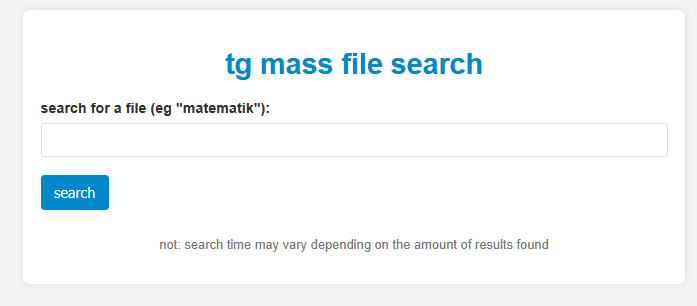 tg mass file search
search for a file (eg "matematik"):
search
not: search time may vary depending on the amount of results found